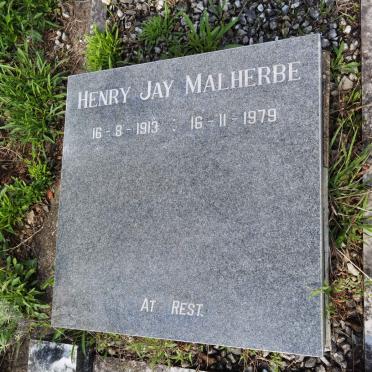 HENRY JAY MALHERBE
16-8-1913 : 16-11-1979
AT REST.